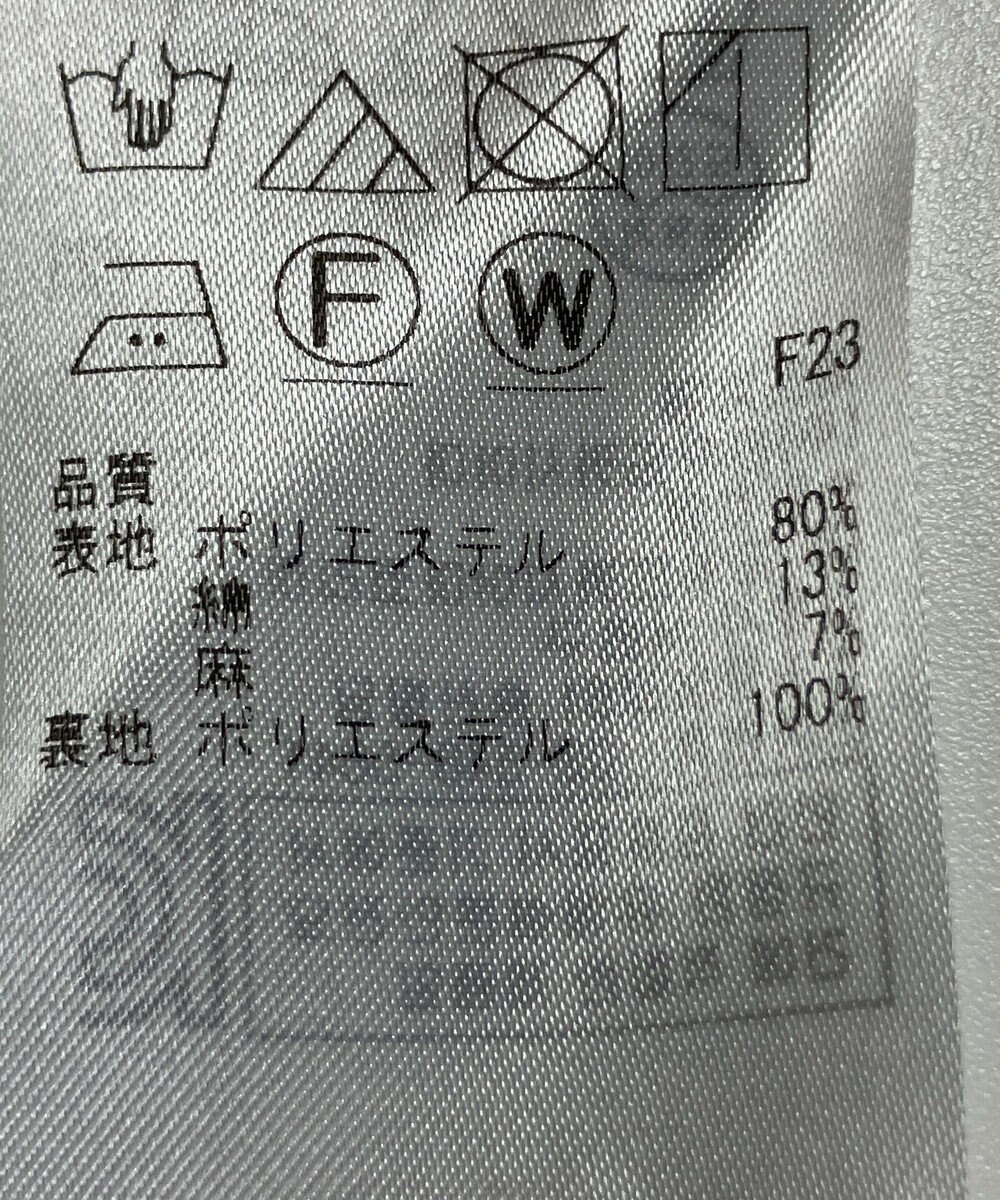 F W
F23
品質
表地 ポリエステル 80%
綿 13%
麻 7%
裏地 ポリエステル 100%